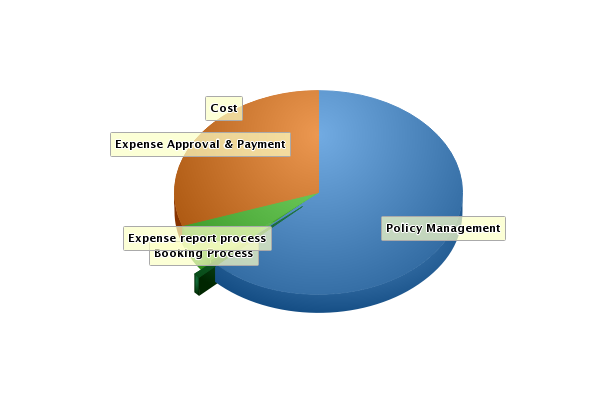 Cost
Expense Approval & Payment
Policy Management
Expense report process
Booking Process